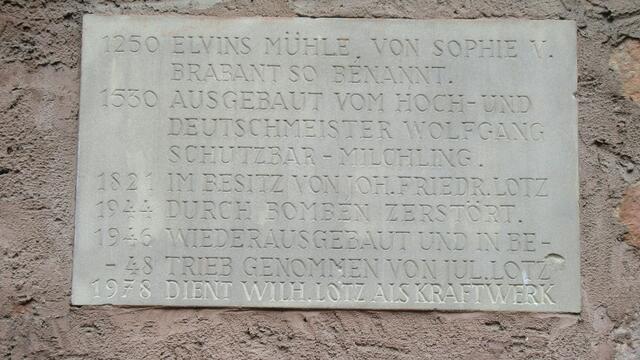 1250 ELVINS MÜHLE, VON SOPHIE V.
BRABANT SO BENANNT.
1530 AUSGEBAUT VOM HOCH- UND
DEUTSCHMEISTER WOLFGANG
SCHUTZBAR - MILCHLING.
1821 IM BESITZ VON JOH. FRIEDR. LOTZ
1944 DURCH BOMBEN ZERSTÖRT.
1946 WIEDERAUSGEBAUT UND IN BE-
- 48 TRIEB GENOMMEN VON JUL. LOTZ
1978 DIENT WILH. LOTZ ALS KRAFTWERK